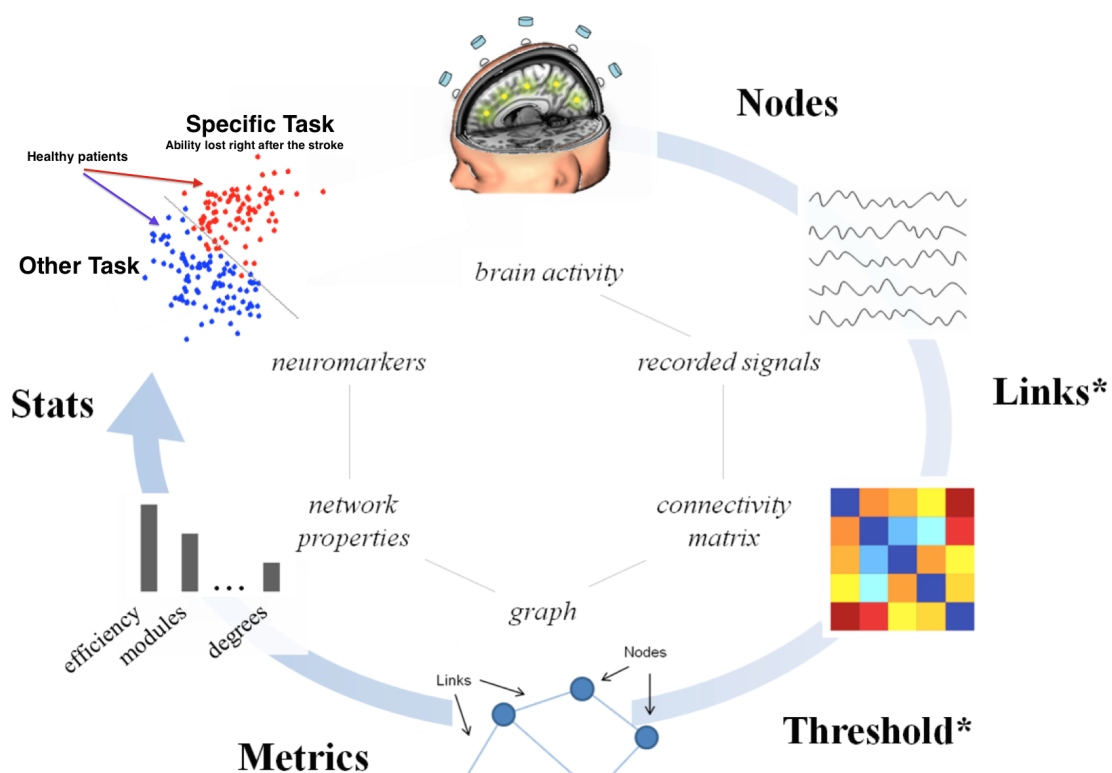 Nodes
Specific Task
Ability lost right after the stroke
Healthy patients
Other Task
brain activity
neuromarkers
recorded signals
Stats
Links*
network
properties
connectivity
matrix
graph
efficiency
modules
...
degrees
Links
Nodes
Metrics
Threshold*